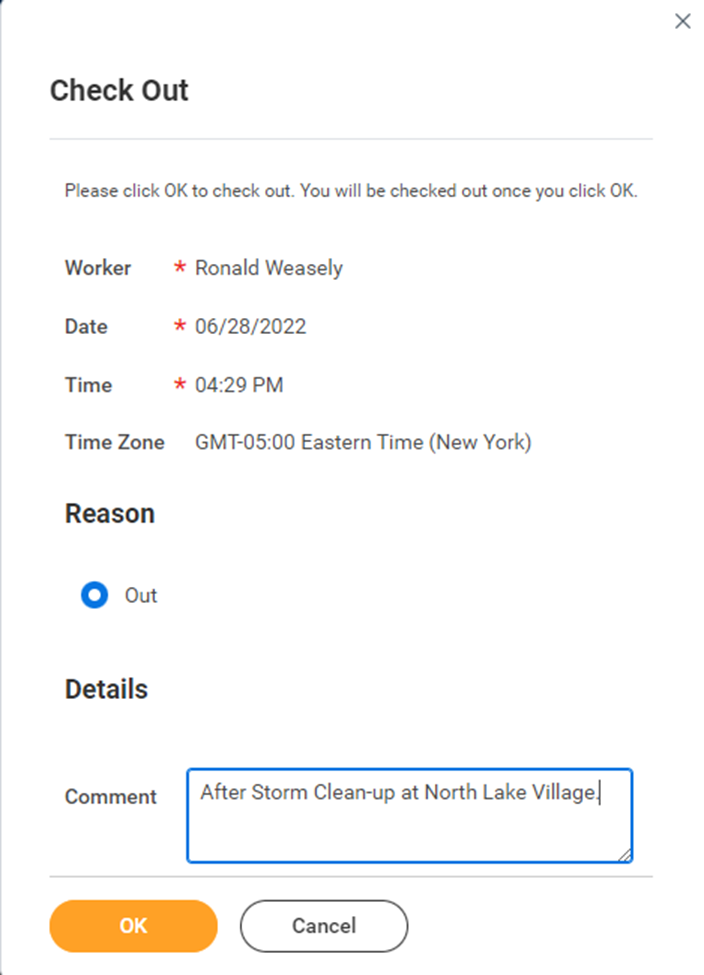 Check Out
Please click OK to check out. You will be checked out once you click OK.
Worker * Ronald Weasely
Date * 06/28/2022
Time * 04:29 PM
Time Zone GMT-05:00 Eastern Time (New York)
Reason
Out
Details
Comment After Storm Clean-up at North Lake Village.
OK Cancel